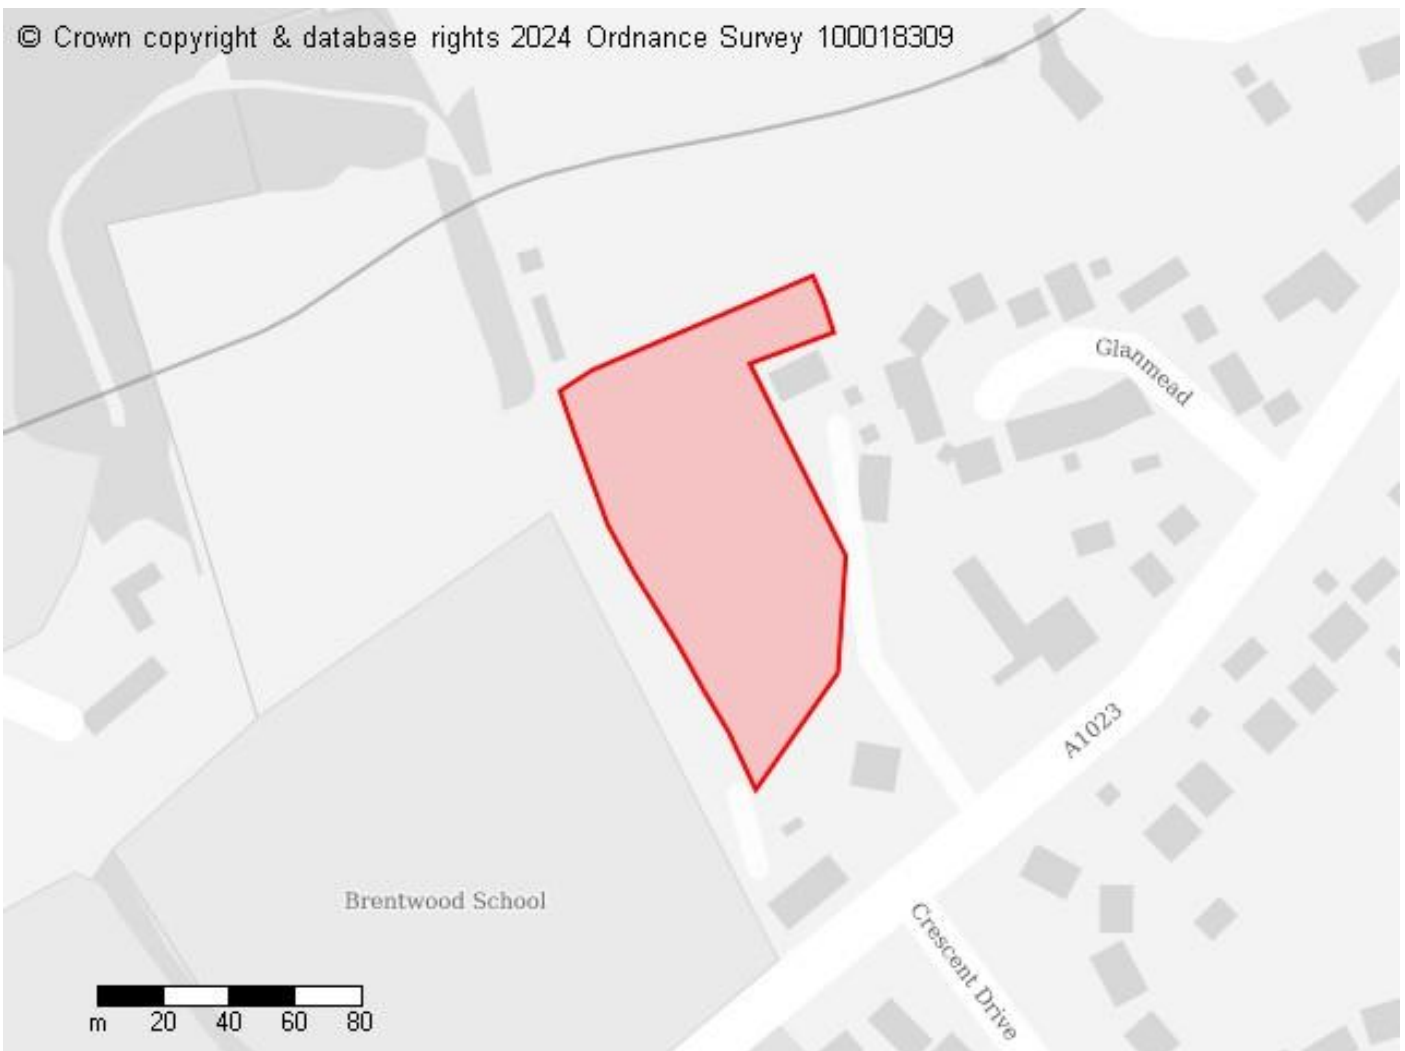 © Crown copyright & database rights 2024 Ordnance Survey 100018309
Glanmead
A1023
Brentwood School
Crescent Drive
m 20 40 60 80